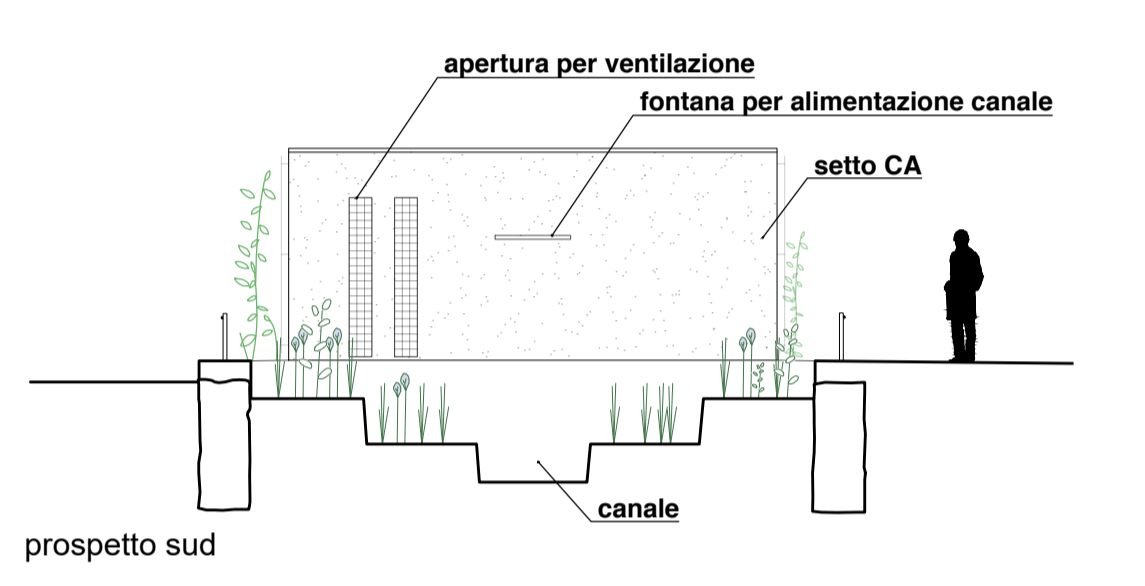 apertura per ventilazione
fontana per alimentazione canale
setto CA
canale
prospetto sud